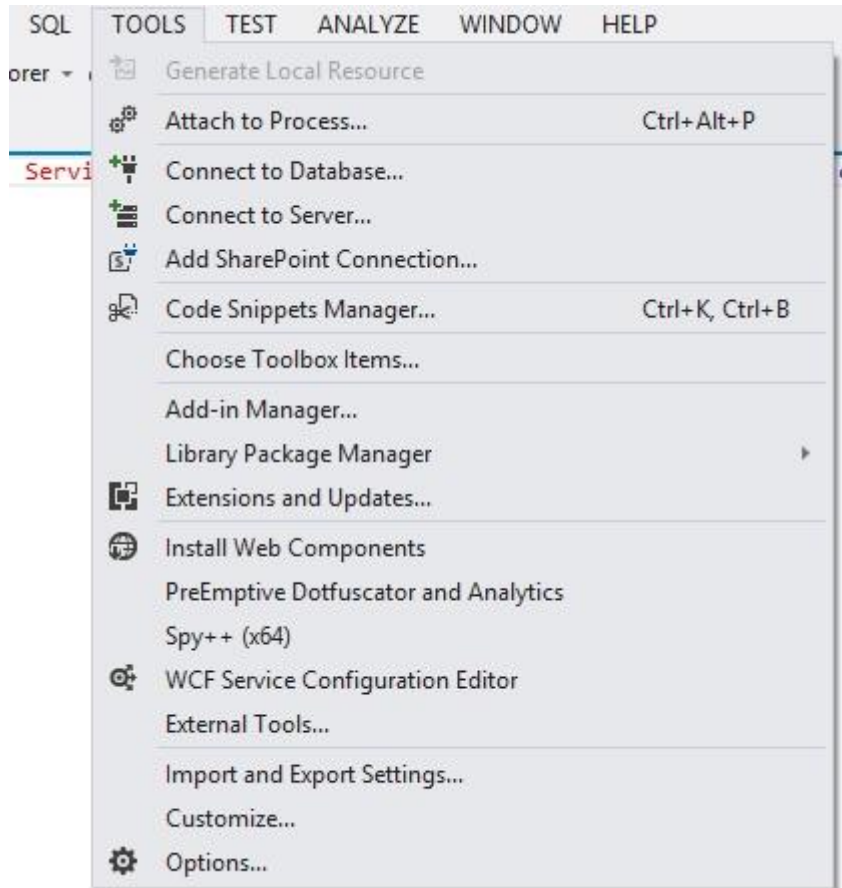 SQL TOOLS TEST ANALYZE WINDOW HELP
orer
Generate Local Resource
Attach to Process... Ctrl+Alt+P
Servi
Connect to Database...
Connect to Server...
Add SharePoint Connection...
Code Snippets Manager... Ctrl+K, Ctrl+B
Choose Toolbox Items...
Add-in Manager...
Library Package Manager
Extensions and Updates...
Install Web Components
PreEmptive Dotfuscator and Analytics
Spy++ (x64)
WCF Service Configuration Editor
External Tools...
Import and Export Settings...
Customize...
Options...